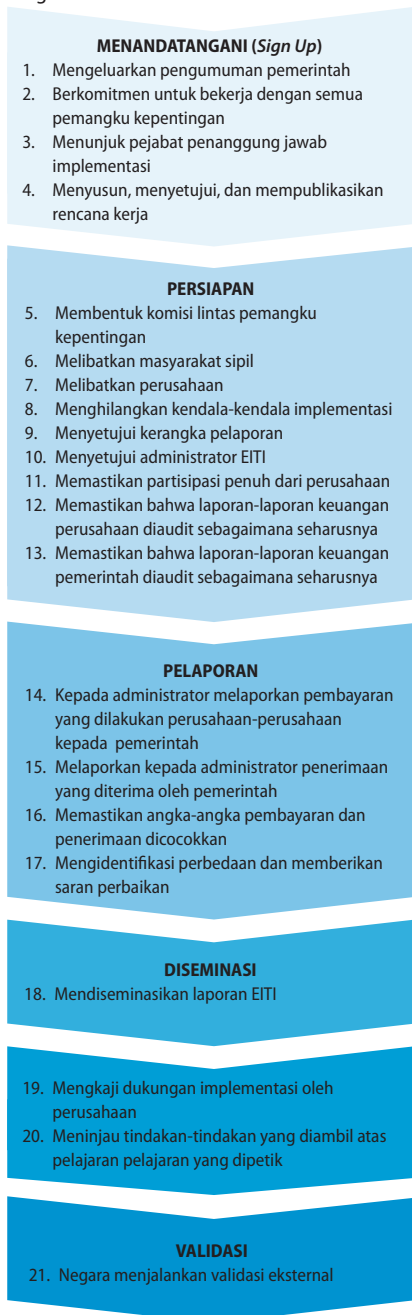 MENANDATANGANI (Sign Up)
1. Mengeluarkan pengumuman pemerintah
2. Berkomitmen untuk bekerja dengan semua
pemangku kepentingan
3. Menunjuk pejabat penanggung jawab
implementasi
4. Menyusun, menyetujui, dan mempublikasikan
rencana kerja
PERSIAPAN
5. Membentuk komisi lintas pemangku
kepentingan
6. Melibatkan masyarakat sipil
7. Melibatkan perusahaan
8. Menghilangkan kendala-kendala implementasi
9. Menyetujui kerangka pelaporan
10. Menyetujui administrator EITI
11. Memastikan partisipasi penuh dari perusahaan
12. Memastikan bahwa laporan-laporan keuangan
perusahaan diaudit sebagaimana seharusnya
13. Memastikan bahwa laporan-laporan keuangan
pemerintah diaudit sebagaimana seharusnya
PELAPORAN
14. Kepada administrator melaporkan pembayaran
yang dilakukan perusahaan-perusahaan
kepada pemerintah
15. Melaporkan kepada administrator penerimaan
yang diterima oleh pemerintah
16. Memastikan angka-angka pembayaran dan
penerimaan dicocokkan
17. Mengidentifikasi perbedaan dan memberikan
saran perbaikan
DISEMINASI
18. Mendiseminasikan laporan EITI
19. Mengkaji dukungan implementasi oleh
perusahaan
20. Meninjau tindakan-tindakan yang diambil atas
pelajaran pelajaran yang dipetik
VALIDASI
21. Negara menjalankan validasi eksternal